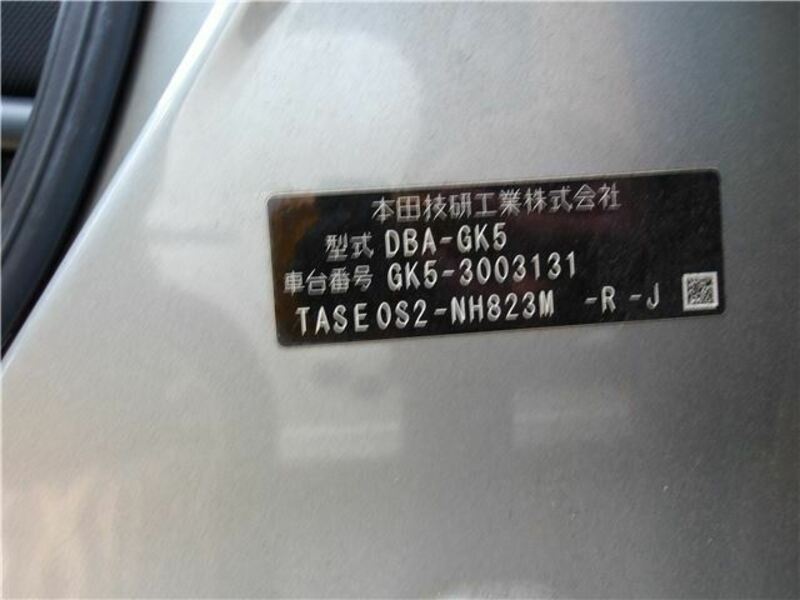 本田技研工業株式会社
型式 DBA-GK5
車台番号 GK5-3003131
TASE0S2-NH823M -R-J